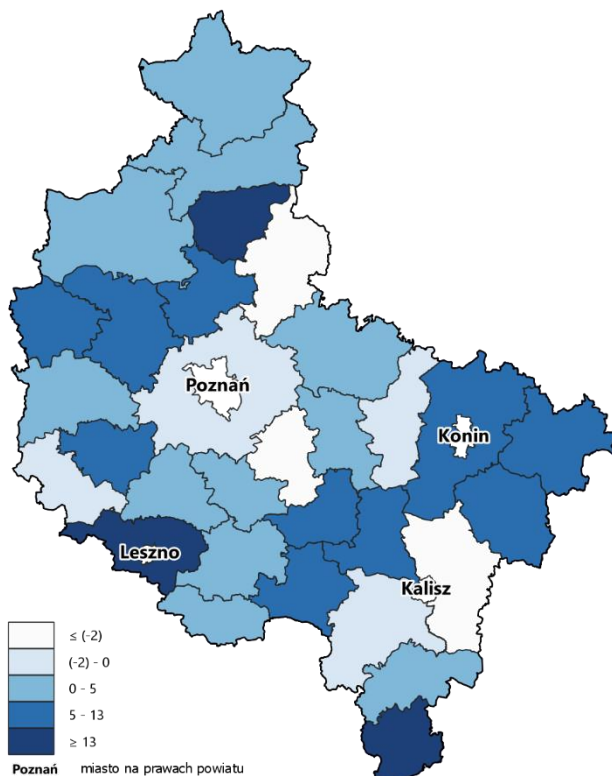 Poznań
Konin
Leszno
Kalisz
≤ (-2)
(-2) - 0
0 - 5
5 - 13
≥ 13
Poznań miasto na prawach powiatu